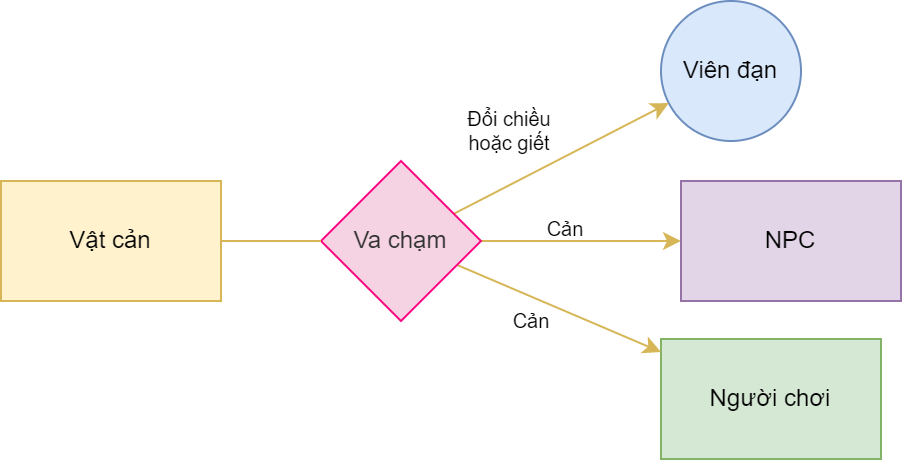 Viên đạn
Đổi chiều
hoặc giết
Vật cản
Va chạm
Cản
NPC
Cản
Người chơi